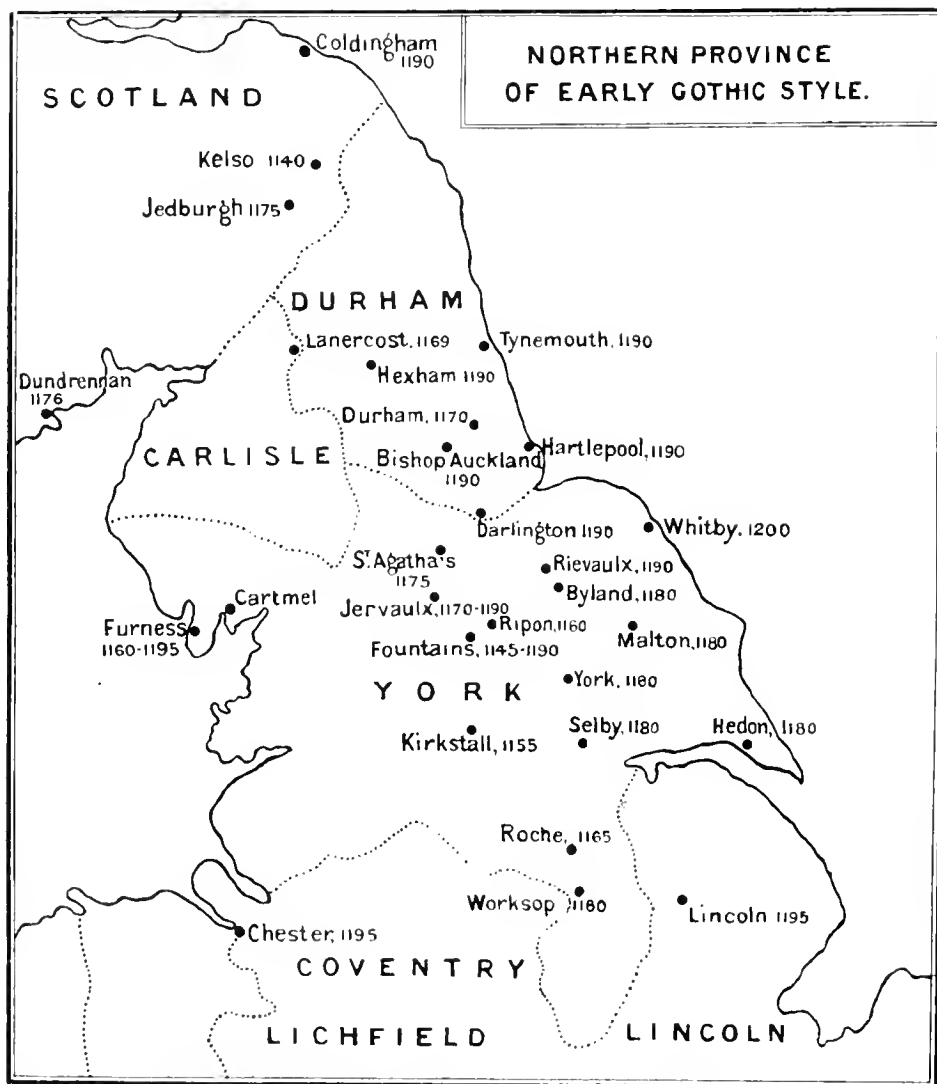 NORTHERN PROVINCE
OF EARLY GOTHIC STYLE.
Coldingham
1190
SCOTLAND
Kelso 1140
Jedburgh 1175
DURHAM
Lanercost, 1169
Tynemouth, 1190
Hexham 1190
Dundrennan
1176
Durham, 1170
CARLISLE
Bishop Auckland
1190
Hartlepool, 1190
Darlington 1190
Whitby. 1200
St. Agatha's
1175
Rievaulx, 1190
Byland, 1180
Cartmel
Jervaulx, 1170-1190
Furness
1160-1195
Ripon, 1160
Malton, 1180
Fountains, 1145-1190
York, 1180
YORK
Selby, 1180
Hedon, 1180
Kirkstall, 1155
Roche, 1165
Worksop 1180
Lincoln 1195
Chester, 1195
COVENTRY
LICHFIELD
LINCOLN